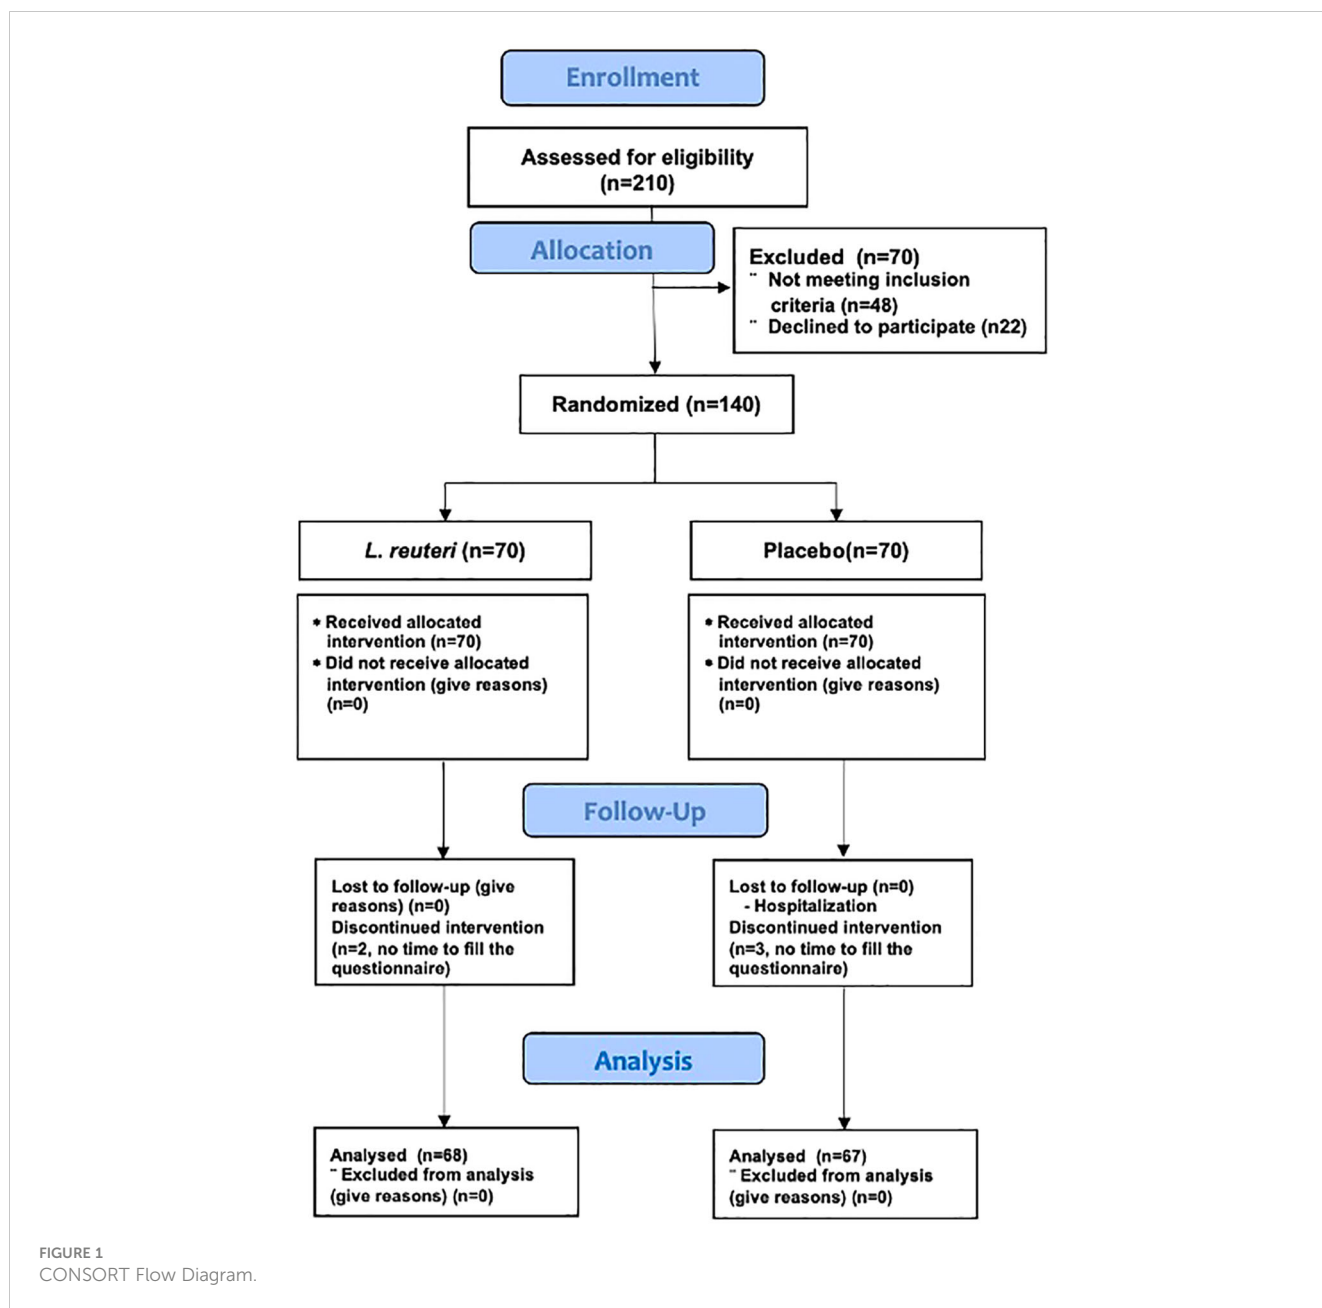 Enrollment
Assessed for eligibility
(n=210)
Allocation
Excluded (n=70)
¨ Not meeting inclusion
criteria (n=48)
¨ Declined to participate (n22)
Randomized (n=140)
L. reuteri (n=70)
Placebo(n=70)
* Received allocated
intervention (n=70)
* Did not receive allocated
intervention (give reasons)
(n=0)
* Received allocated
intervention (n=70)
* Did not receive allocated
intervention (give reasons)
(n=0)
Follow-Up
Lost to follow-up (give
reasons) (n=0)
Discontinued intervention
(n=2, no time to fill the
questionnaire)
Lost to follow-up (n=0)
- Hospitalization
Discontinued intervention
(n=3, no time to fill the
questionnaire)
Analysis
Analysed (n=68)
¨ Excluded from analysis
(give reasons) (n=0)
Analysed (n=67)
¨ Excluded from analysis
(give reasons) (n=0)
FIGURE 1
CONSORT Flow Diagram.